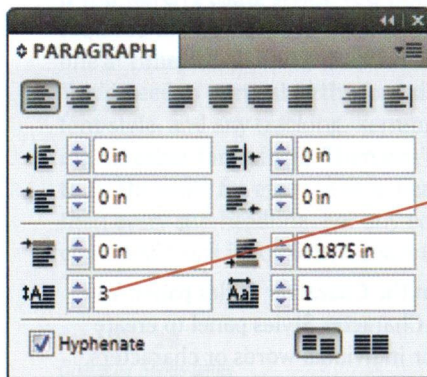 PARAGRAPH
0 in 0 in
0 in 0 in
0 in 0.1875 in
3 1
Hyphenate